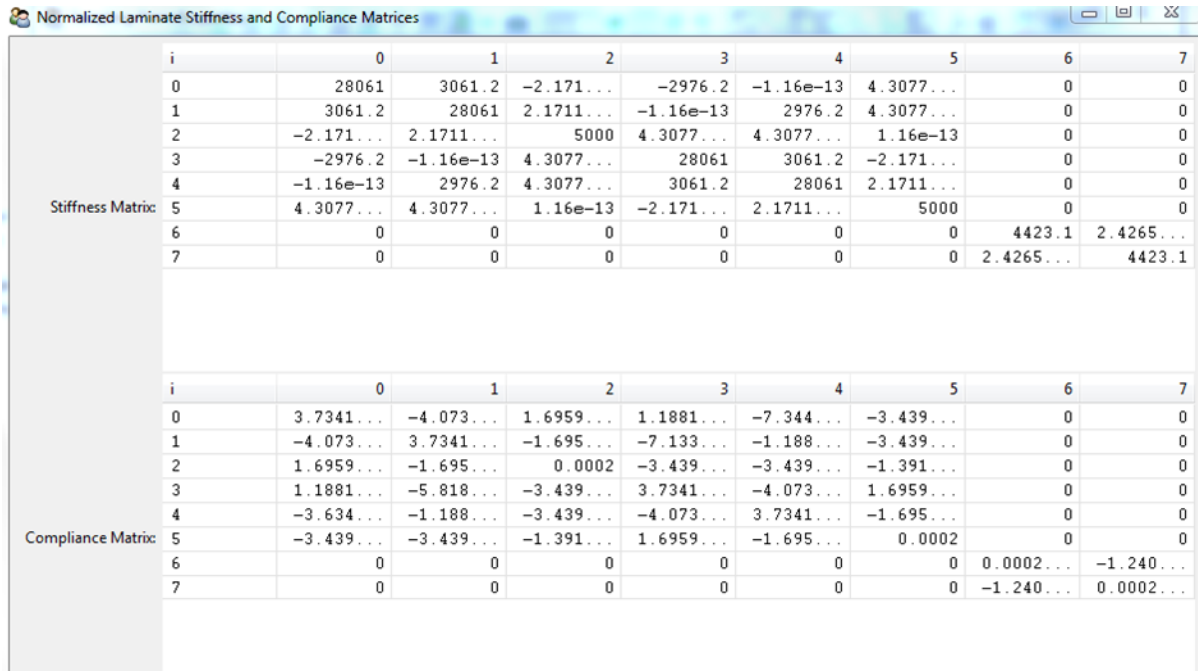 Normalized Laminate Stiffness and Compliance Matrices
i 0 1 2 3 4 5 6 7
0 28061 3061.2 -2.171... -2976.2 -1.16e-13 4.3077... 0 0
1 3061.2 28061 2.1711... -1.16e-13 2976.2 4.3077... 0 0
2 -2.171... 2.1711... 5000 4.3077... 4.3077... 1.16e-13 0 0
3 -2976.2 -1.16e-13 4.3077... 28061 3061.2 -2.171... 0 0
4 -1.16e-13 2976.2 4.3077... 3061.2 28061 2.1711... 0 0
Stiffness Matrix: 5 4.3077... 4.3077... 1.16e-13 -2.171... 2.1711... 5000 0 0
6 0 0 0 0 0 0 4423.1 2.4265...
7 0 0 0 0 0 0 2.4265... 4423.1
i 0 1 2 3 4 5 6 7
0 3.7341... -4.073... 1.6959... 1.1881... -7.344... -3.439... 0 0
1 -4.073... 3.7341... -1.695... -7.133... -1.188... -3.439... 0 0
2 1.6959... -1.695... 0.0002 -3.439... -3.439... -1.391... 0 0
3 1.1881... -5.818... -3.439... 3.7341... -4.073... 1.6959... 0 0
4 -3.634... -1.188... -3.439... -4.073... 3.7341... -1.695... 0 0
Compliance Matrix: 5 -3.439... -3.439... -1.391... 1.6959... -1.695... 0.0002 0 0
6 0 0 0 0 0 0 0.0002... -1.240...
7 0 0 0 0 0 0 -1.240... 0.0002...